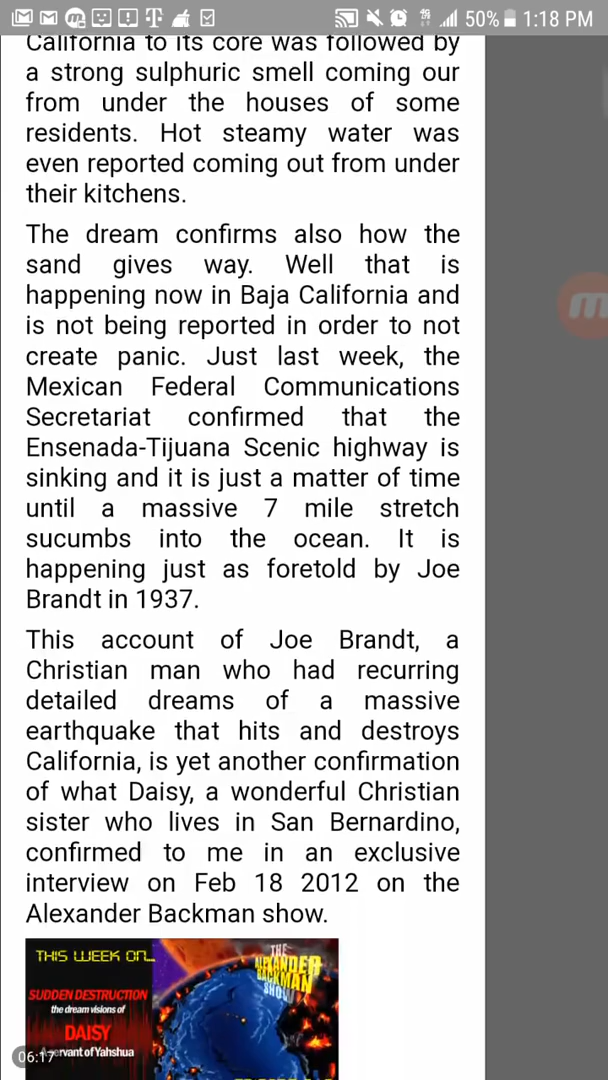 50% 1:18 PM
California to its core was followed by
a strong sulphuric smell coming our
from under the houses of some
residents. Hot steamy water was
even reported coming out from under
their kitchens.
The dream confirms also how the
sand gives way. Well that is
happening now in Baja California and
is not being reported in order to not
create panic. Just last week, the
Mexican Federal Communications
Secretariat confirmed that the
Ensenada-Tijuana Scenic highway is
sinking and it is just a matter of time
until a massive 7 mile stretch
sucumbs into the ocean. It is
happening just as foretold by Joe
Brandt in 1937.
This account of Joe Brandt, a
Christian man who had recurring
detailed dreams of a massive
earthquake that hits and destroys
California, is yet another confirmation
of what Daisy, a wonderful Christian
sister who lives in San Bernardino,
confirmed to me in an exclusive
interview on Feb 18 2012 on the
Alexander Backman show.
THIS WEEK ON...
SUDDEN DESTRUCTION
the dream visions of
DAISY
servant of Yahshua
THE
ALEXANDER
BACKMAN
SHOW
06:17